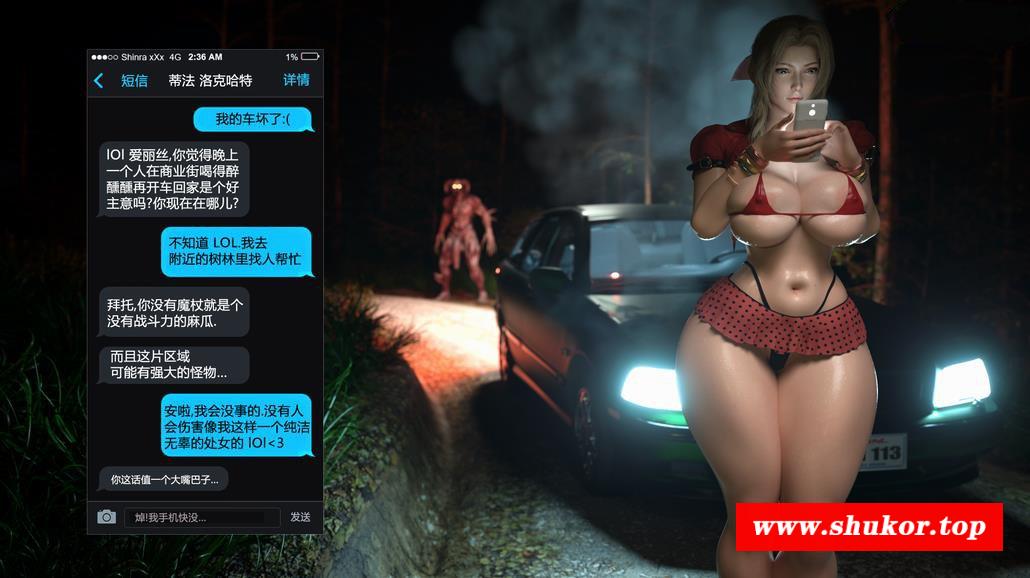 ●●●○○ Shinra xXx 4G 2:36 AM 1%
短信 蒂法 洛克哈特 详情
我的车坏了:(
lOl 爱丽丝,你觉得晚上
一个人在商业街喝得醉
醺醺再开车回家是个好
主意吗?你现在在哪儿?
不知道 LOL.我去
附近的树林里找人帮忙
拜托,你没有魔杖就是个
没有战斗力的麻瓜.
而且这片区域
可能有强大的怪物...
安啦,我会没事的.没有人
会伤害像我这样一个纯洁
无辜的处女的 lOl<3
你这话值一个大嘴巴子...
焯!我手机快没...
发送
113
www.shukor.top